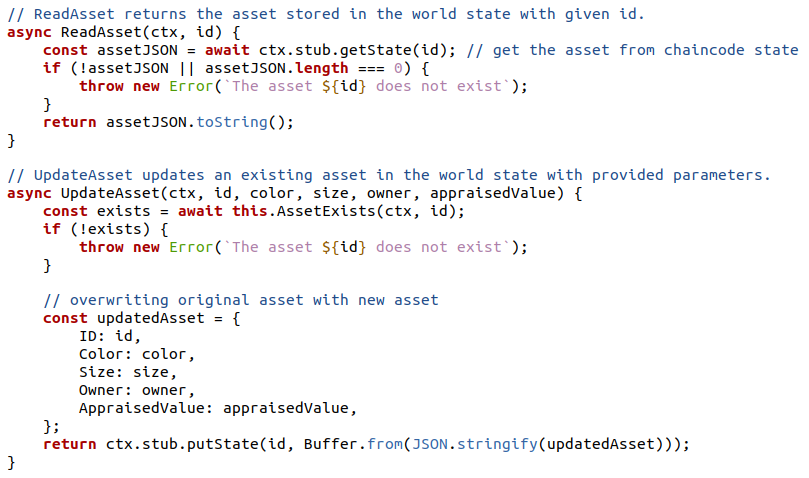 // ReadAsset returns the asset stored in the world state with given id.
async ReadAsset(ctx, id) {
    const assetJSON = await ctx.stub.getState(id); // get the asset from chaincode state
    if (!assetJSON || assetJSON.length === 0) {
        throw new Error(`The asset ${id} does not exist`);
    }
    return assetJSON.toString();
}

// UpdateAsset updates an existing asset in the world state with provided parameters.
async UpdateAsset(ctx, id, color, size, owner, appraisedValue) {
    const exists = await this.AssetExists(ctx, id);
    if (!exists) {
        throw new Error(`The asset ${id} does not exist`);
    }

    // overwriting original asset with new asset
    const updatedAsset = {
        ID: id,
        Color: color,
        Size: size,
        Owner: owner,
        AppraisedValue: appraisedValue,
    };
    return ctx.stub.putState(id, Buffer.from(JSON.stringify(updatedAsset)));
}